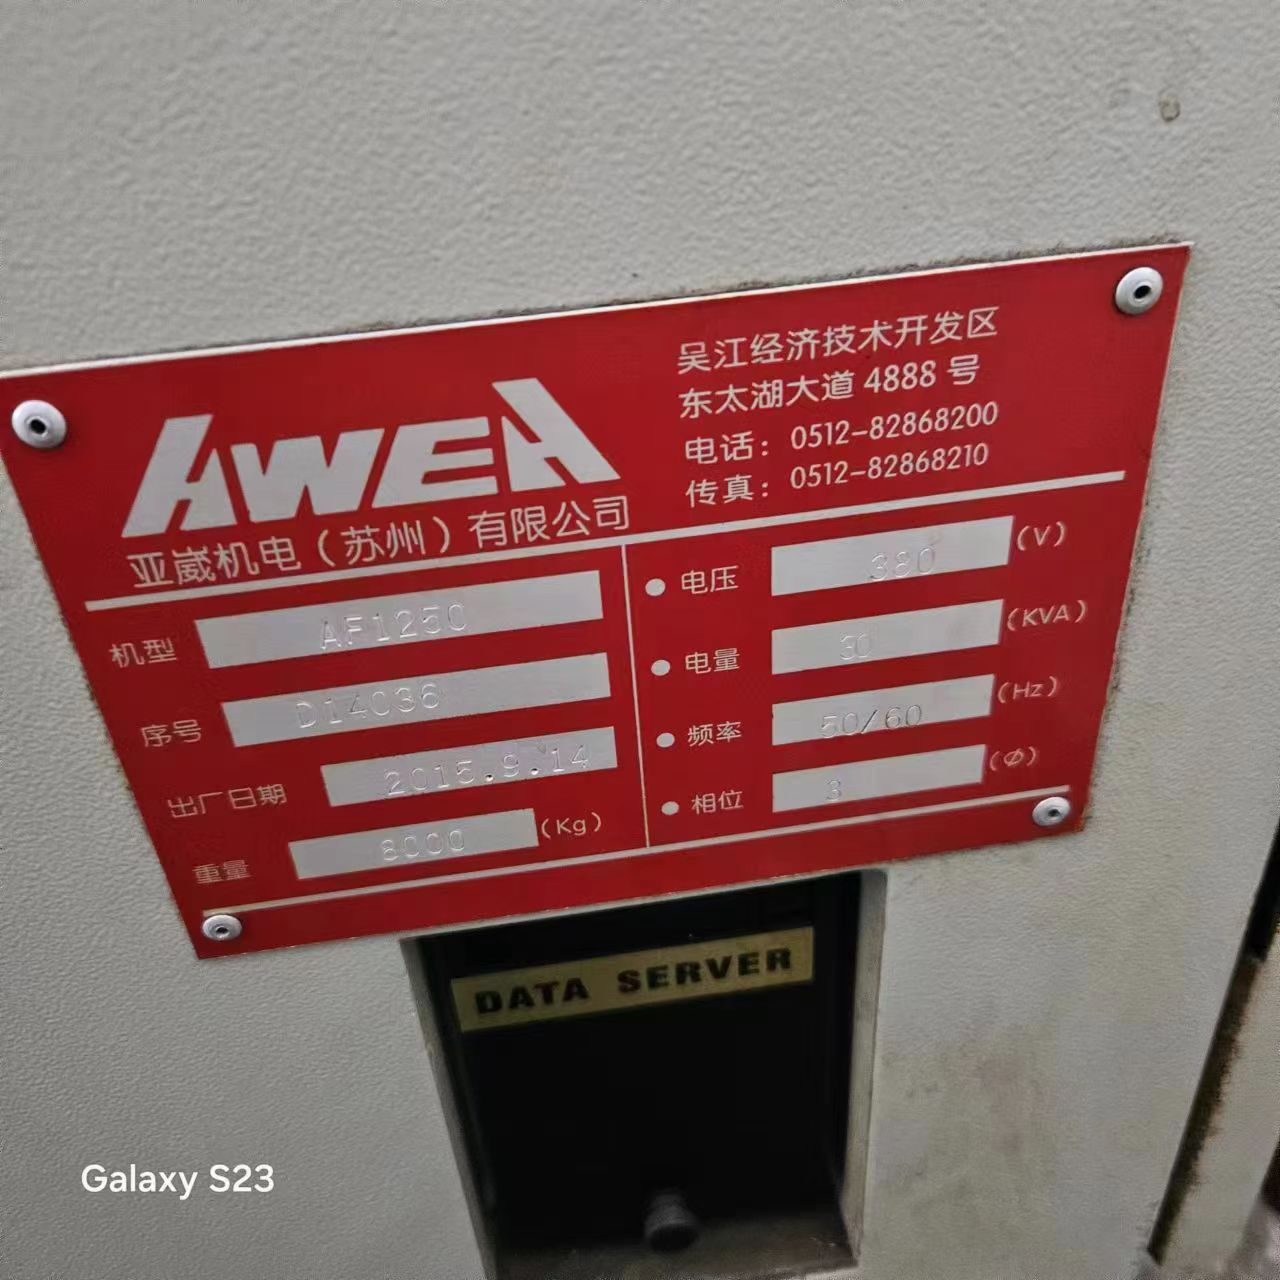 AWEA
亚崴机电（苏州）有限公司
吴江经济技术开发区
东太湖大道 4888 号
电话：0512-82868200
传真：0512-82868210
机型 AF1250
序号 D14036
出厂日期 2015.9.14
重量 8000 (Kg)
电压 380 (V)
电量 30 (KVA)
频率 50/60 (Hz)
相位 3 (Φ)
DATA SERVER
Galaxy S23